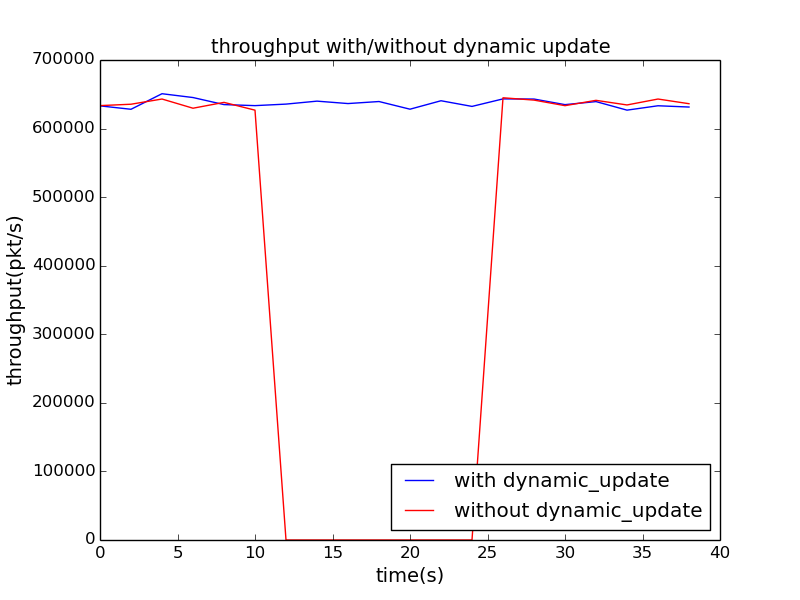 throughput with/without dynamic update
700000
600000
500000
400000
300000
200000
100000
0
throughput(pkt/s)
with dynamic_update
without dynamic_update
0 5 10 15 20 25 30 35 40
time(s)